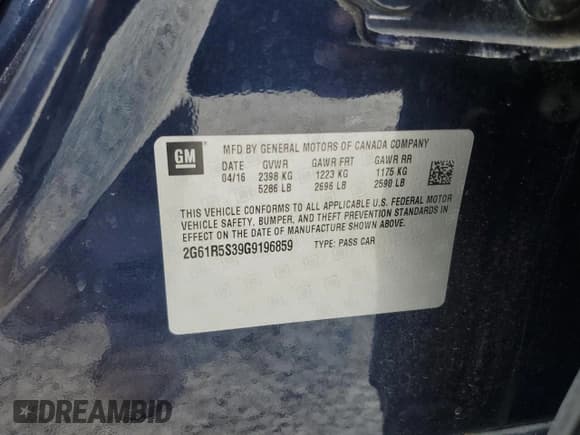 GM
MFD BY GENERAL MOTORS OF CANADA COMPANY
DATE GVWR GAWR FRT GAWR RR
04/16 2398 KG 1223 KG 1175 KG
5286 LB 2696 LB 2590 LB
THIS VEHICLE CONFORMS TO ALL APPLICABLE U.S. FEDERAL MOTOR
VEHICLE SAFETY, BUMPER, AND THEFT PREVENTION STANDARDS IN
EFFECT ON THE DATE OF MANUFACTURE SHOWN ABOVE.
2G61R5S39G9196859 TYPE: PASS CAR
DREAMBID